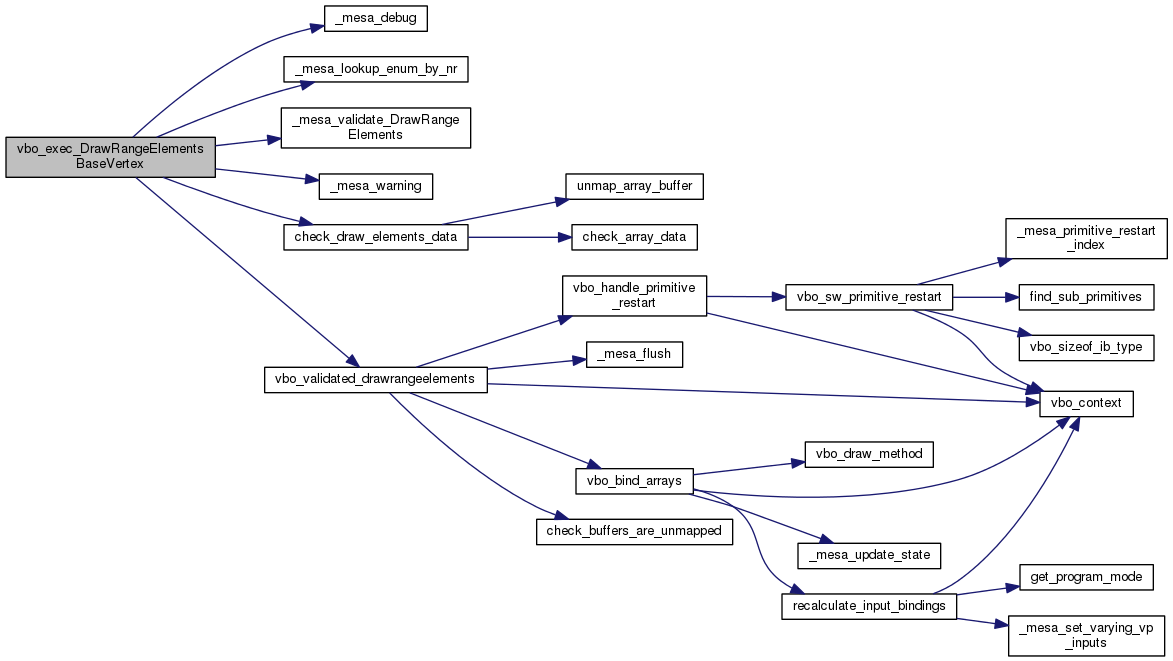 vbo_exec_DrawRangeElements
BaseVertex
_mesa_debug
_mesa_lookup_enum_by_nr
_mesa_validate_DrawRange
Elements
_mesa_warning
check_draw_elements_data
unmap_array_buffer
check_array_data
vbo_validated_drawrangeelements
vbo_handle_primitive
_restart
_mesa_flush
vbo_bind_arrays
check_buffers_are_unmapped
vbo_sw_primitive_restart
_mesa_primitive_restart
_index
find_sub_primitives
vbo_sizeof_ib_type
vbo_context
vbo_draw_method
_mesa_update_state
recalculate_input_bindings
get_program_mode
_mesa_set_varying_vp
_inputs